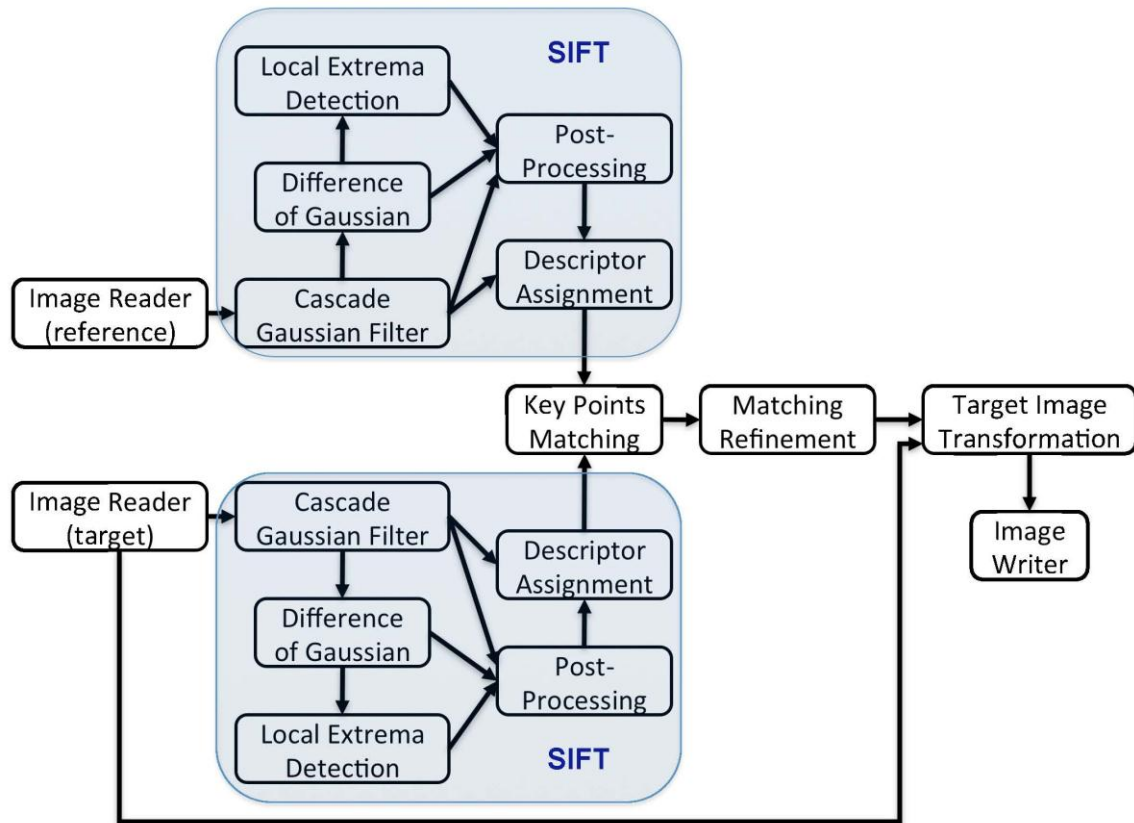 SIFT
Local Extrema
Detection
Post-
Processing
Difference
of Gaussian
Descriptor
Assignment
Image Reader
(reference)
Cascade
Gaussian Filter
Key Points
Matching
Matching
Refinement
Target Image
Transformation
Image Reader
(target)
Cascade
Gaussian Filter
Descriptor
Assignment
Image
Writer
Difference
of Gaussian
Post-
Processing
Local Extrema
Detection
SIFT